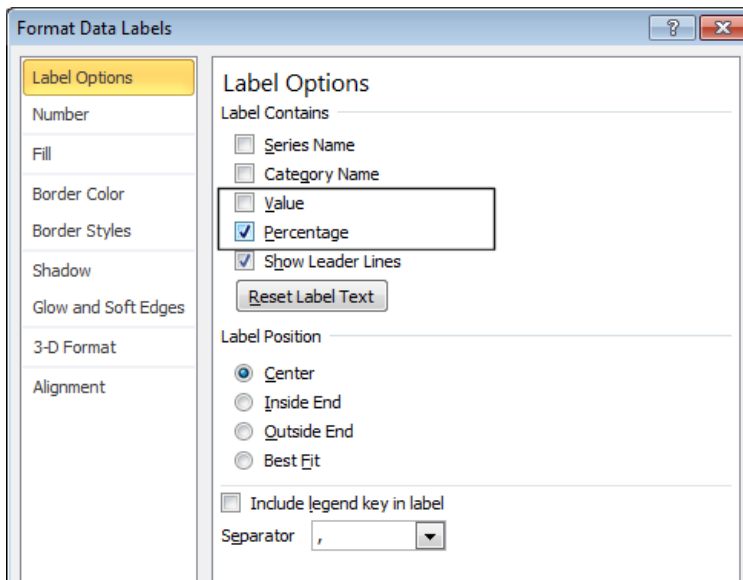 Format Data Labels
Label Options
Number
Fill
Border Color
Border Styles
Shadow
Glow and Soft Edges
3-D Format
Alignment
Label Options
Label Contains
Series Name
Category Name
Value
Percentage
Show Leader Lines
Reset Label Text
Label Position
Center
Inside End
Outside End
Best Fit
Include legend key in label
Separator ,